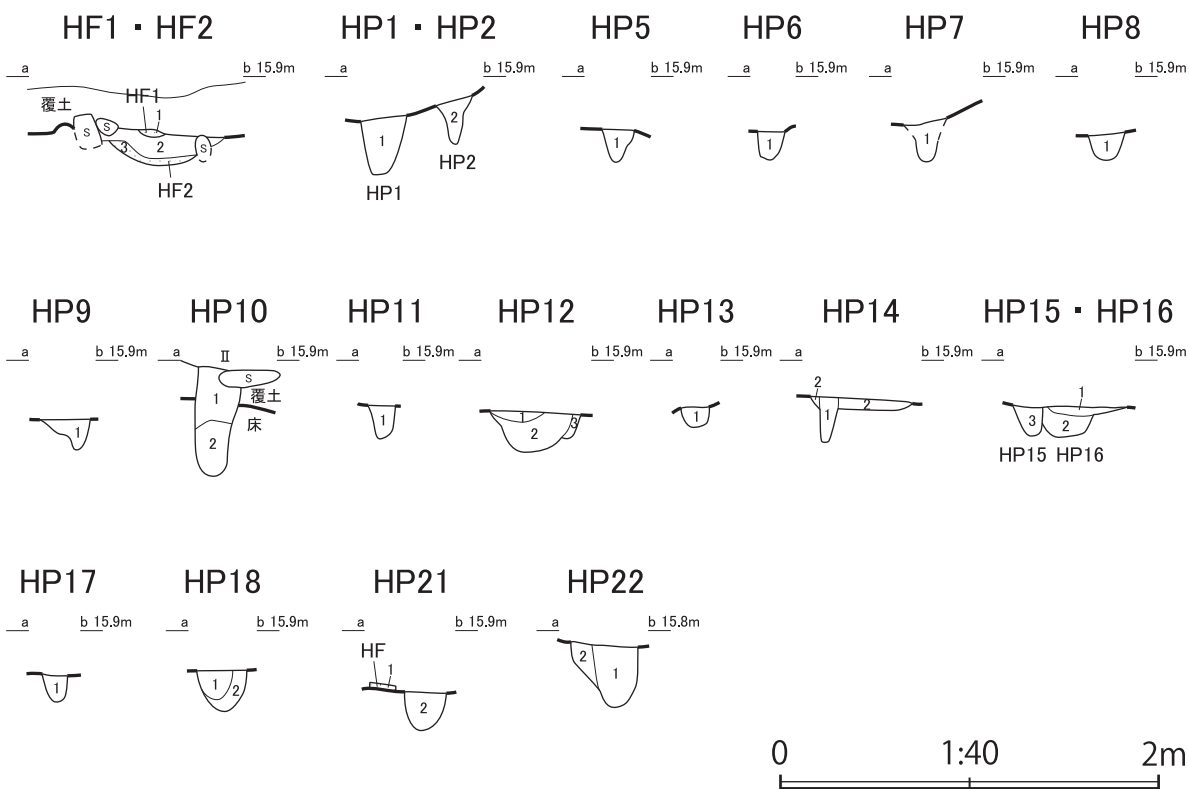 HF1・HF2 HP1・HP2 HP5 HP6 HP7 HP8
a b 15.9m a b 15.9m a b 15.9m a b 15.9m a b 15.9m a b 15.9m
覆土 HF1 1 S S 2 3 S HF2
1 2 HP1 HP2
1
1
1
1
HP9 HP10 HP11 HP12 HP13 HP14 HP15・HP16
a b 15.9m a Ⅱ b 15.9m a b 15.9m a b 15.9m a b 15.9m a b 15.9m a b 15.9m
1
S 1 覆土 床 2
1
1 2 3
1
2 1 2
1 3 2 HP15 HP16
HP17 HP18 HP21 HP22
a b 15.9m a b 15.9m a b 15.9m a b 15.8m
1
1 2
HF 1 2
2 1
0 1:40 2m